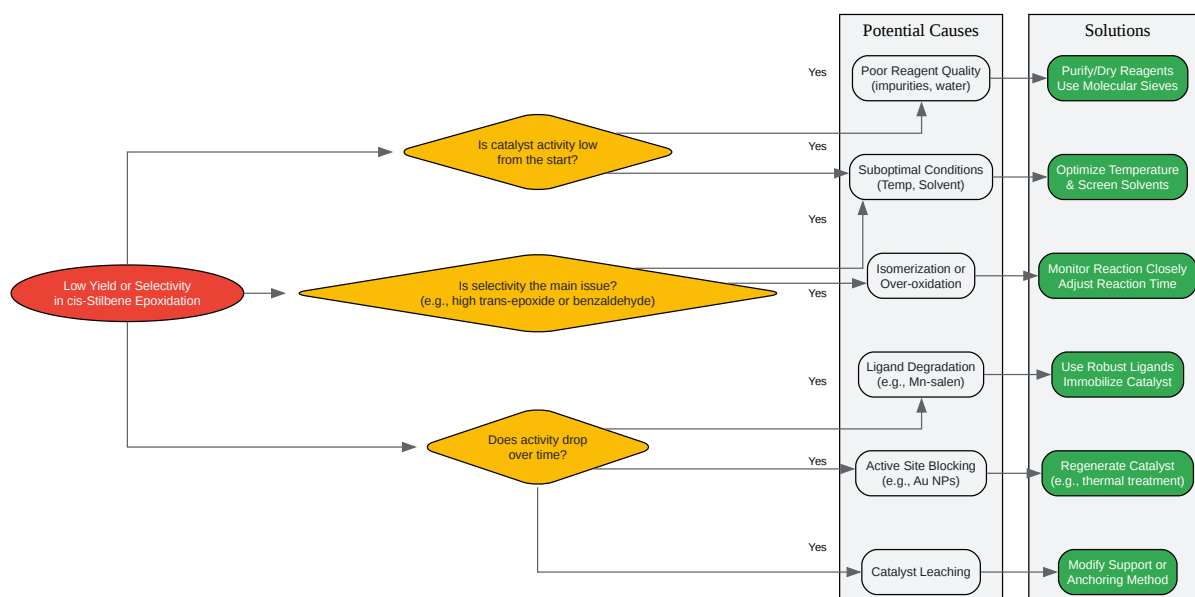 Potential Causes
Solutions
Yes
Poor Reagent Quality
(impurities, water)
Purify/Dry Reagents
Use Molecular Sieves
Is catalyst activity low
from the start?
Yes
Suboptimal Conditions
(Temp, Solvent)
Optimize Temperature
& Screen Solvents
Yes
Low Yield or Selectivity
in cis-Stilbene Epoxidation
Is selectivity the main issue?
(e.g., high trans-epoxide or benzaldehyde)
Yes
Isomerization or
Over-oxidation
Monitor Reaction Closely
Adjust Reaction Time
Yes
Ligand Degradation
(e.g., Mn-salen)
Use Robust Ligands
Immobilize Catalyst
Does activity drop
over time?
Yes
Active Site Blocking
(e.g., Au NPs)
Regenerate Catalyst
(e.g., thermal treatment)
Yes
Catalyst Leaching
Modify Support or
Anchoring Method